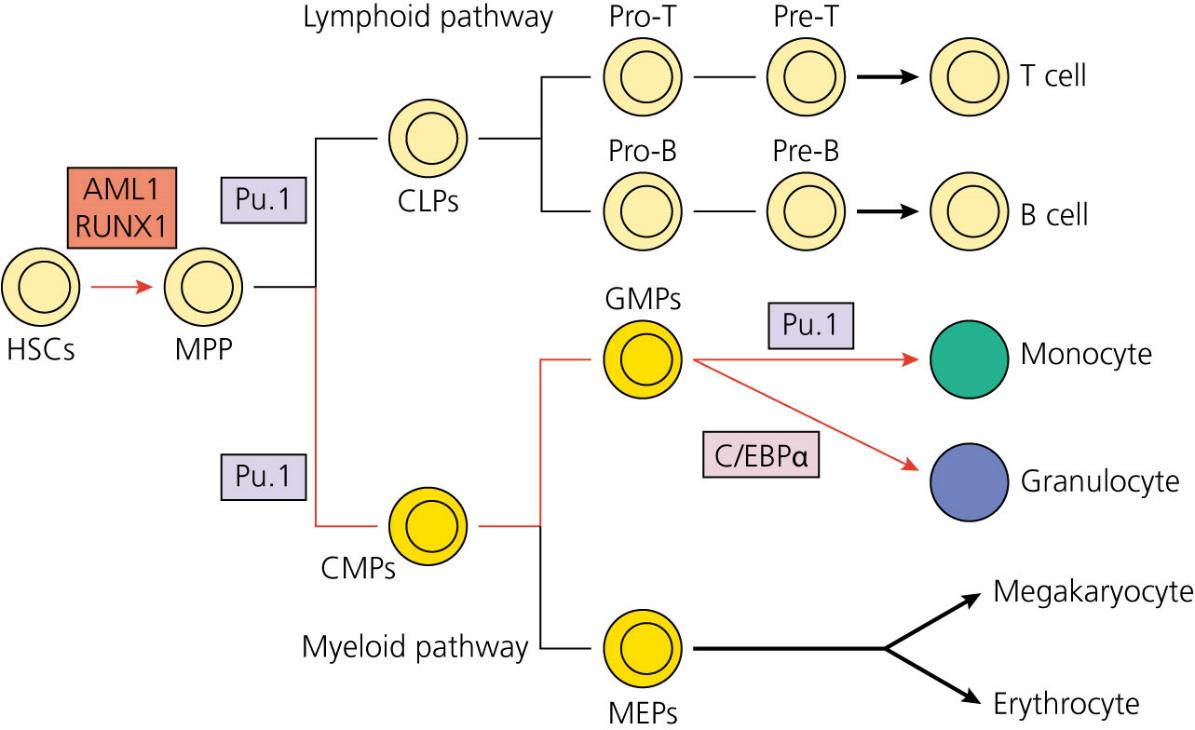 Lymphoid pathway
Pro-T
Pre-T
T cell
Pro-B
Pre-B
B cell
CLPs
AML1
RUNX1
Pu.1
HSCs
MPP
GMPs
Pu.1
Monocyte
C/EBPα
Granulocyte
Pu.1
CMPs
Myeloid pathway
MEPs
Megakaryocyte
Erythrocyte